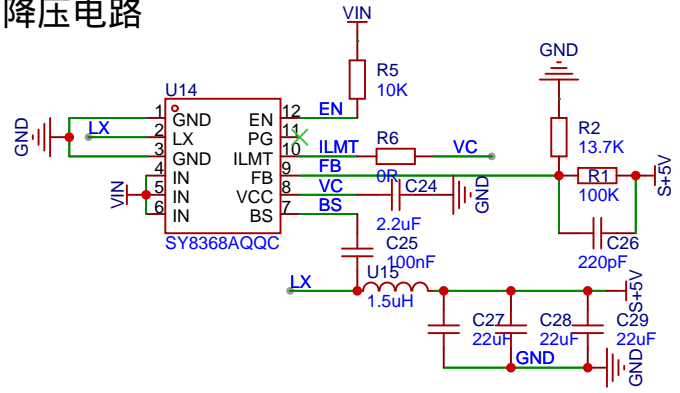 降压电路
VIN
R5
10K
GND
U14
1 GND EN 12 EN
2 LX PG 11
3 GND ILMT 10 ILMT
4 IN FB 9 FB
5 IN VCC 8 VC
6 IN BS 7 BS
SY8368AQQC
GND
LX
VIN
R6
0R
VC
R2
13.7K
R1
100K
S+5V
C24
2.2uF
GND
C26
220pF
C25
100nF
LX
U15
1.5uH
S+5V
C27
22uF
C28
22uF
C29
22uF
GND
GND